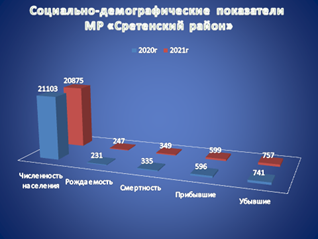 Социально-демографические показатели
МР «Сретенский район»
2020г 2021г
21103 20875
247 349 599 757
231 335 596 741
Численность населения
Рождаемость
Смертность
Прибывшие
Убывшие